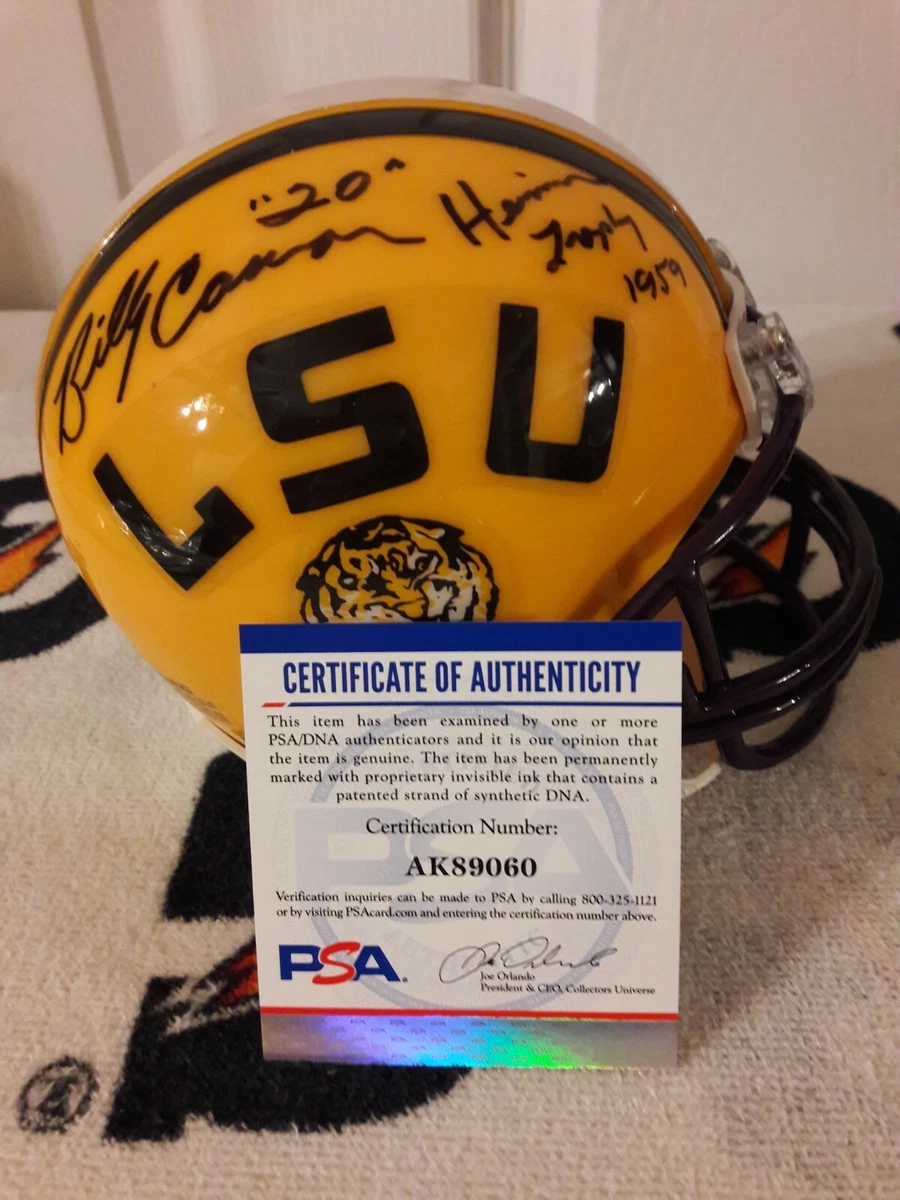 "20"
Billy Cannon
Heisman
Trophy
1959
LSU
CERTIFICATE OF AUTHENTICITY
This item has been examined by one or more
PSA/DNA authenticators and it is our opinion that
the item is genuine. The item has been permanently
marked with proprietary invisible ink that contains a
patented strand of synthetic DNA.
Certification Number:
AK89060
Verification inquiries can be made to PSA by calling 800-325-1121
or by visiting PSAcard.com and entering the certification number above.
PSA
Joe Orlando
President & CEO, Collectors Universe